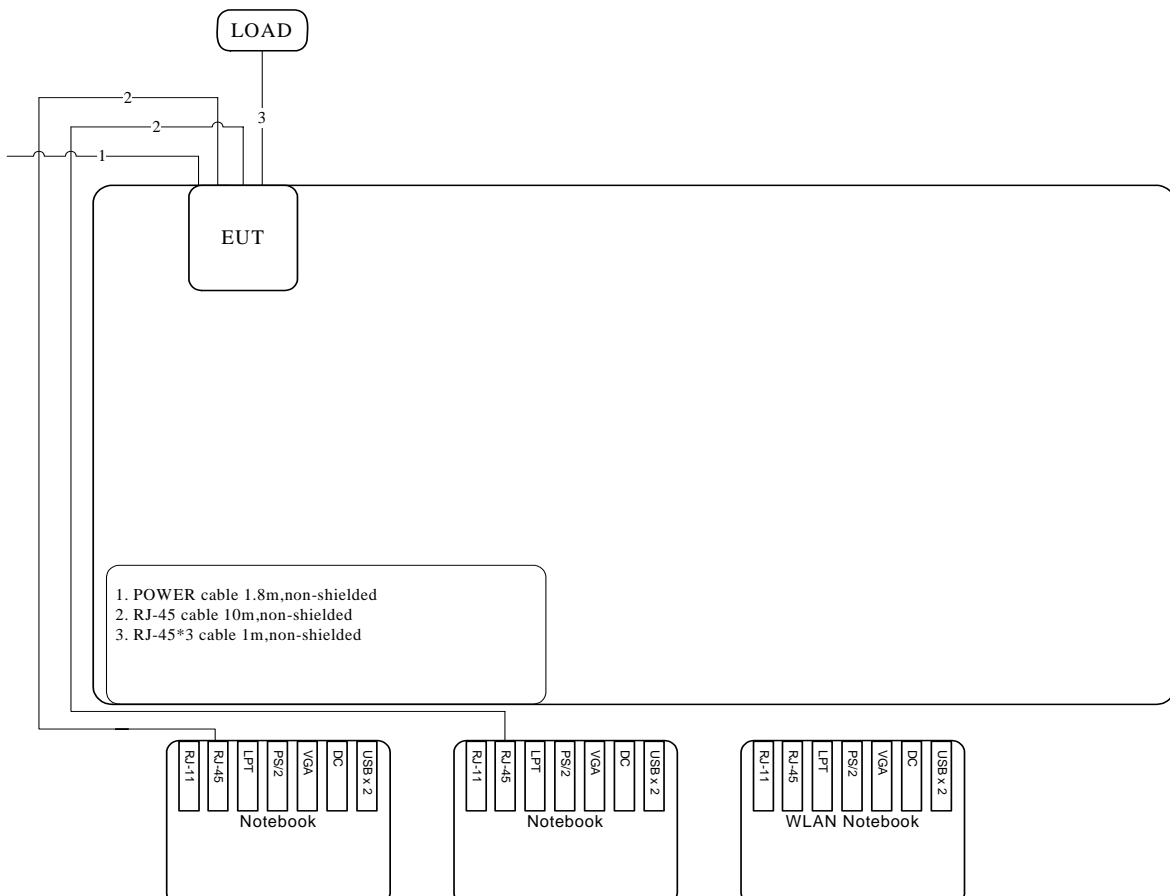 LOAD
2
2
3
1
EUT
1. POWER cable 1.8m,non-shielded
2. RJ-45 cable 10m,non-shielded
3. RJ-45*3 cable 1m,non-shielded
RJ-11
RJ-45
LPT
PS/2
VGA
DC
USB x 2
Notebook
RJ-11
RJ-45
LPT
PS/2
VGA
DC
USB x 2
Notebook
RJ-11
RJ-45
LPT
PS/2
VGA
DC
USB x 2
WLAN Notebook